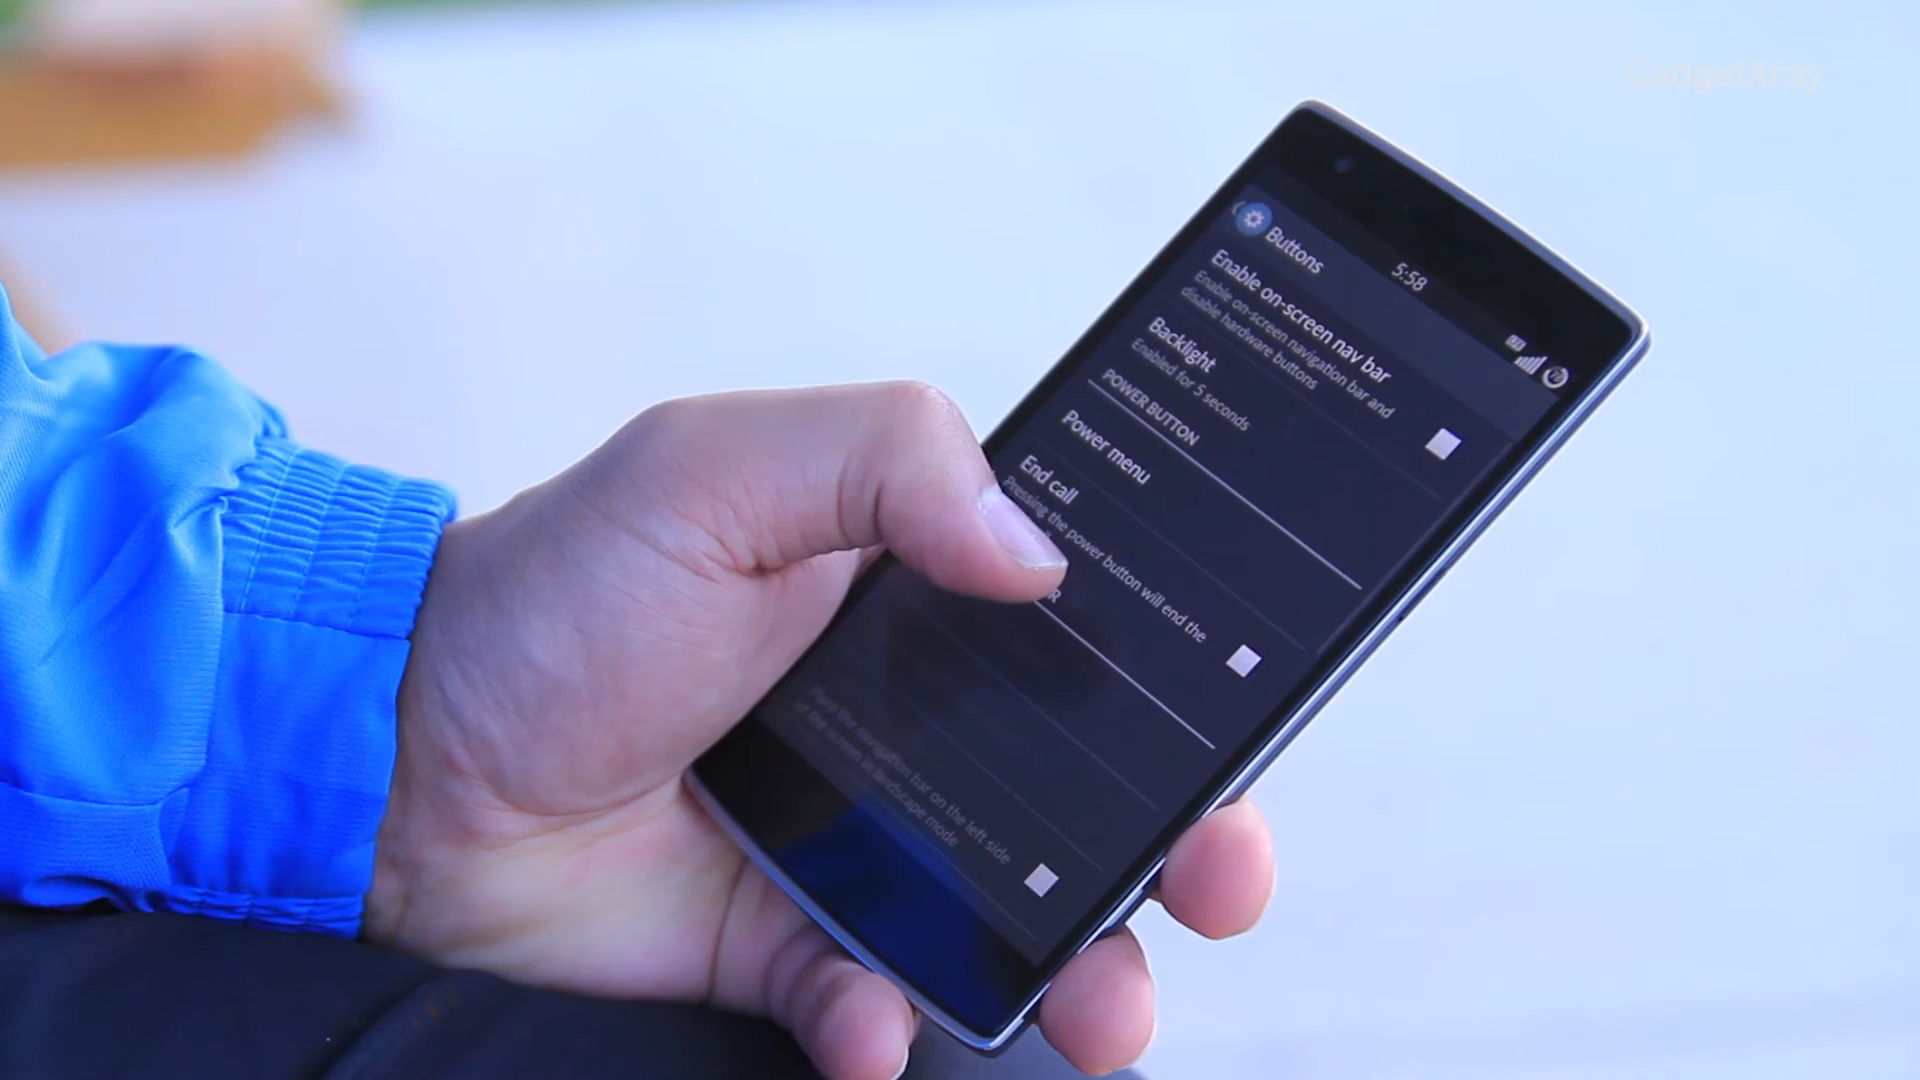 GadgetXray
5:58
Buttons
Enable on-screen nav bar
Enable on-screen navigation bar and
disable hardware buttons
Backlight
Enabled for 5 seconds
POWER BUTTON
Power menu
End call
Pressing the power button will end the
Place the navigation bar on the left side
of the screen in landscape mode